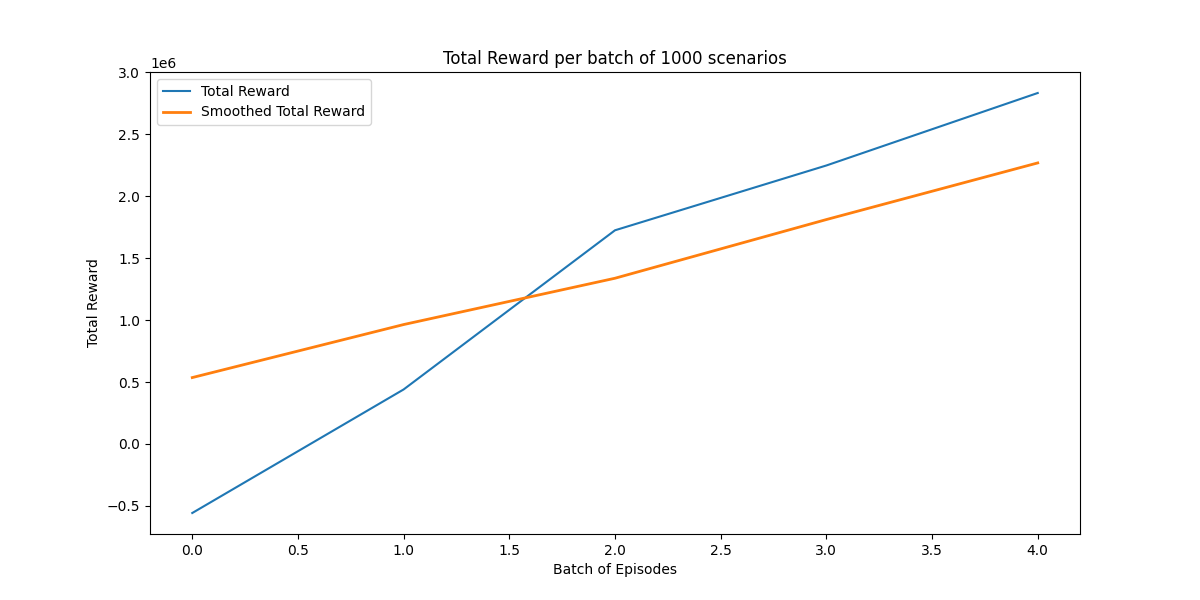 Total Reward per batch of 1000 scenarios
1e6
Total Reward
Smoothed Total Reward
3.0
2.5
2.0
1.5
1.0
0.5
0.0
−0.5
Total Reward
0.0 0.5 1.0 1.5 2.0 2.5 3.0 3.5 4.0
Batch of Episodes